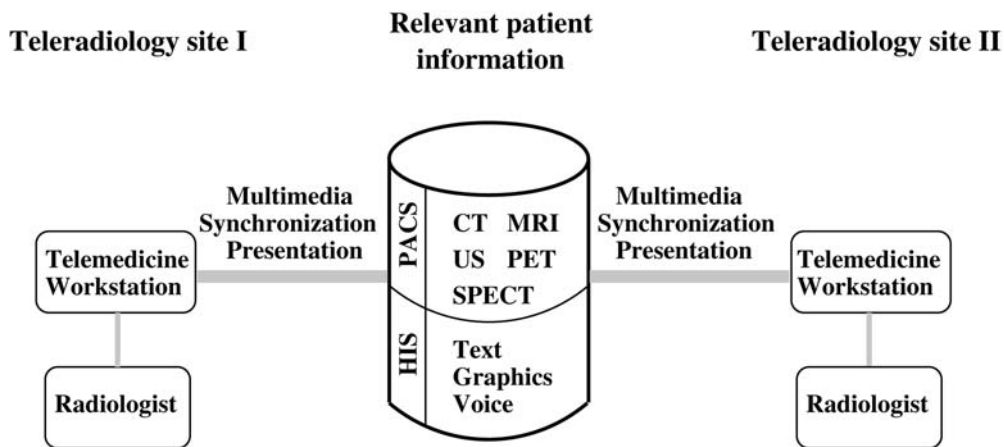 Teleradiology site I
Relevant patient
information
Teleradiology site II
Multimedia
Synchronization
Presentation
Telemedicine
Workstation
Radiologist
PACS
CT MRI
US PET
SPECT
HIS
Text
Graphics
Voice
Multimedia
Synchronization
Presentation
Telemedicine
Workstation
Radiologist